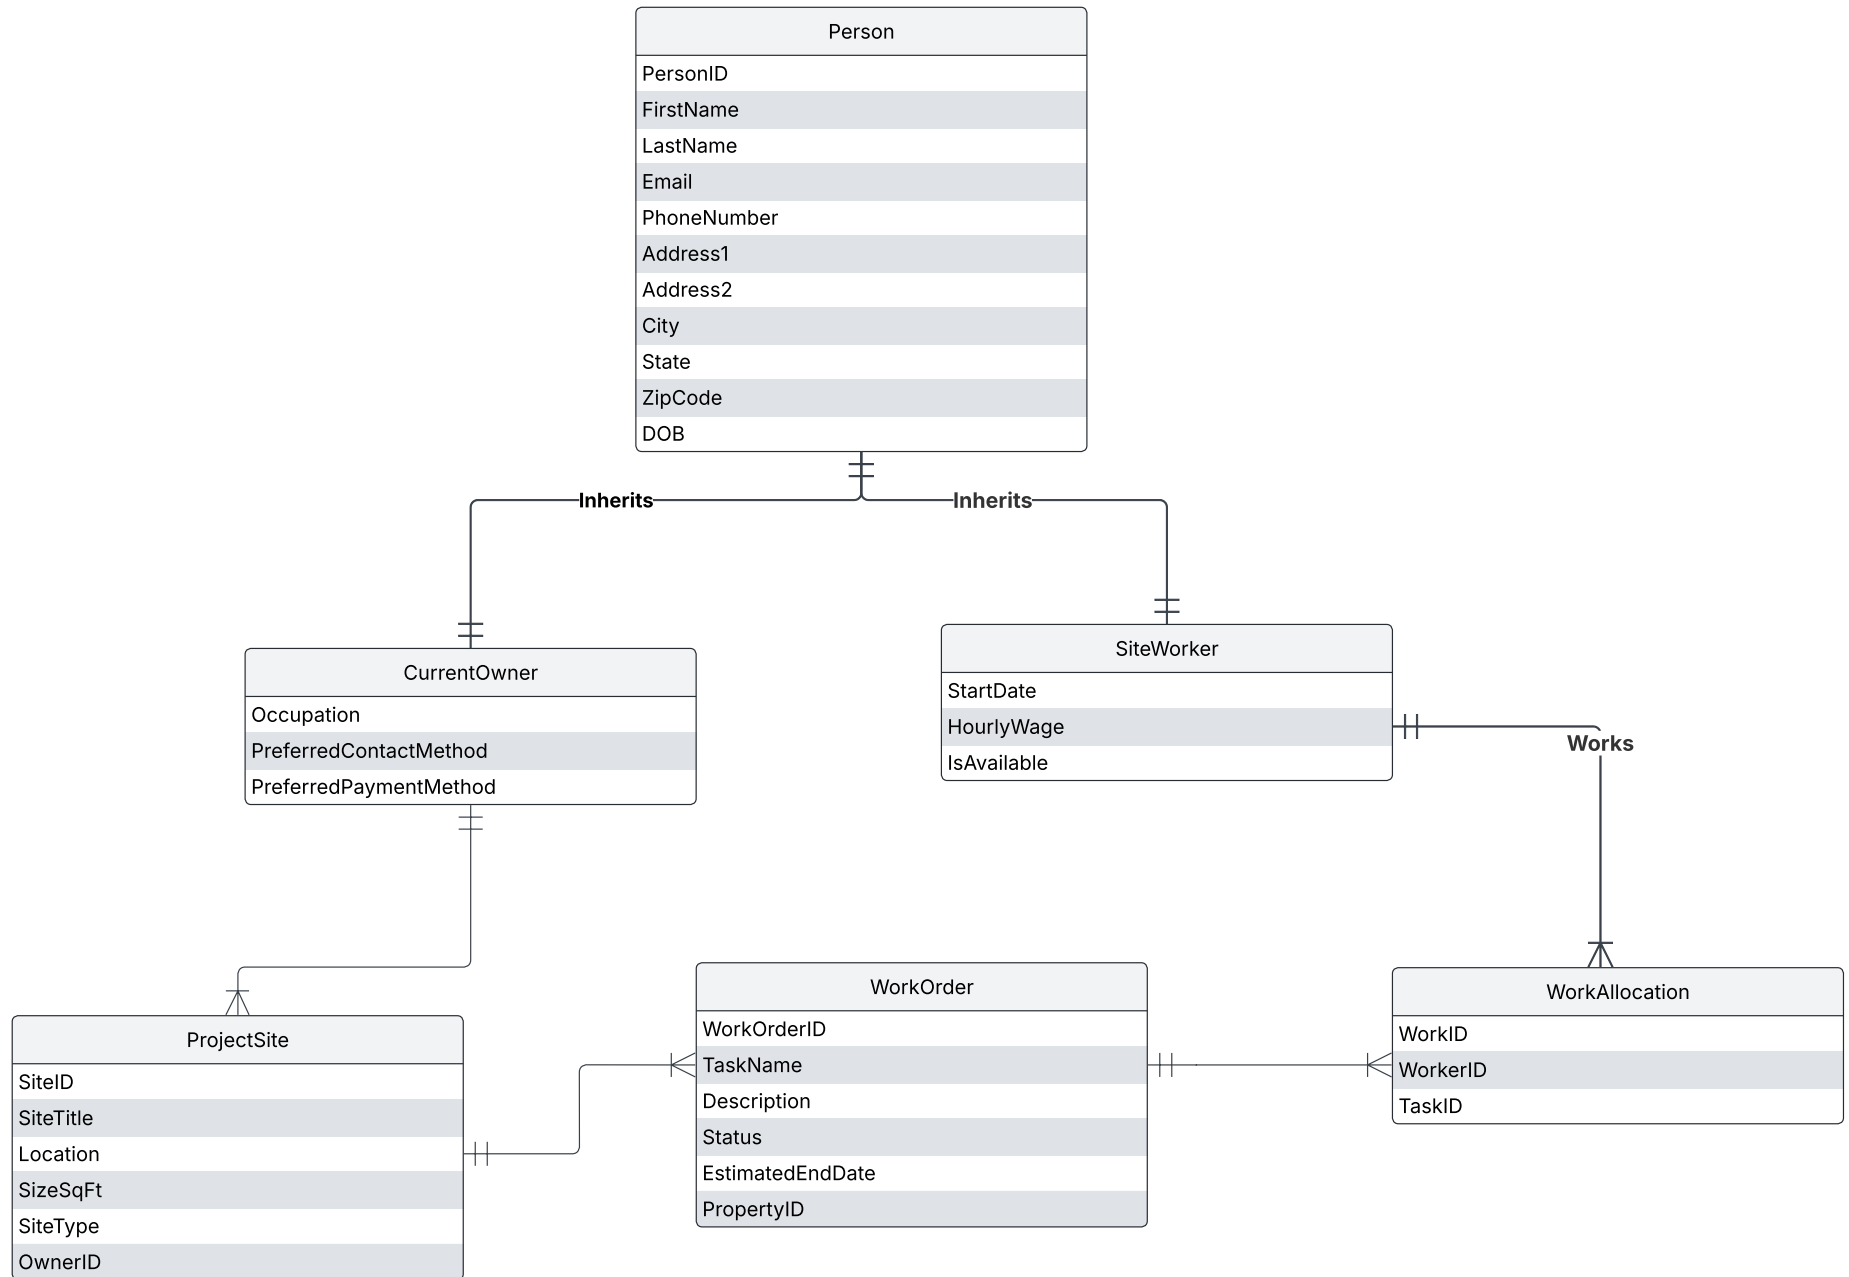 Person
PersonID
FirstName
LastName
Email
PhoneNumber
Address1
Address2
City
State
ZipCode
DOB
Inherits
Inherits
CurrentOwner
Occupation
PreferredContactMethod
PreferredPaymentMethod
SiteWorker
StartDate
HourlyWage
IsAvailable
Works
ProjectSite
SiteID
SiteTitle
Location
SizeSqFt
SiteType
OwnerID
WorkOrder
WorkOrderID
TaskName
Description
Status
EstimatedEndDate
PropertyID
WorkAllocation
WorkID
WorkerID
TaskID